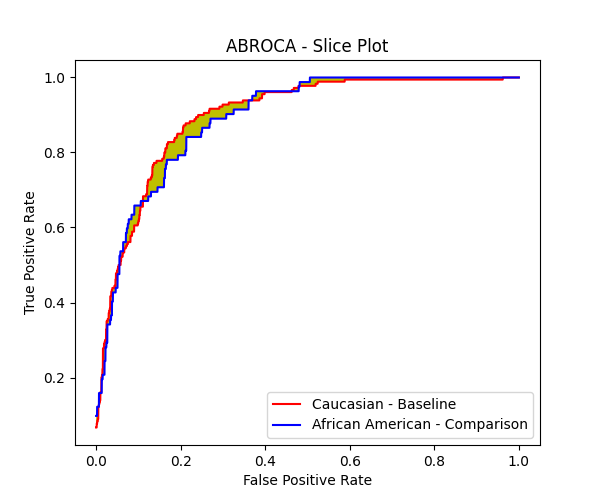 ABROCA - Slice Plot
True Positive Rate
1.0
0.8
0.6
0.4
0.2
0.0 0.2 0.4 0.6 0.8 1.0
False Positive Rate
Caucasian - Baseline
African American - Comparison